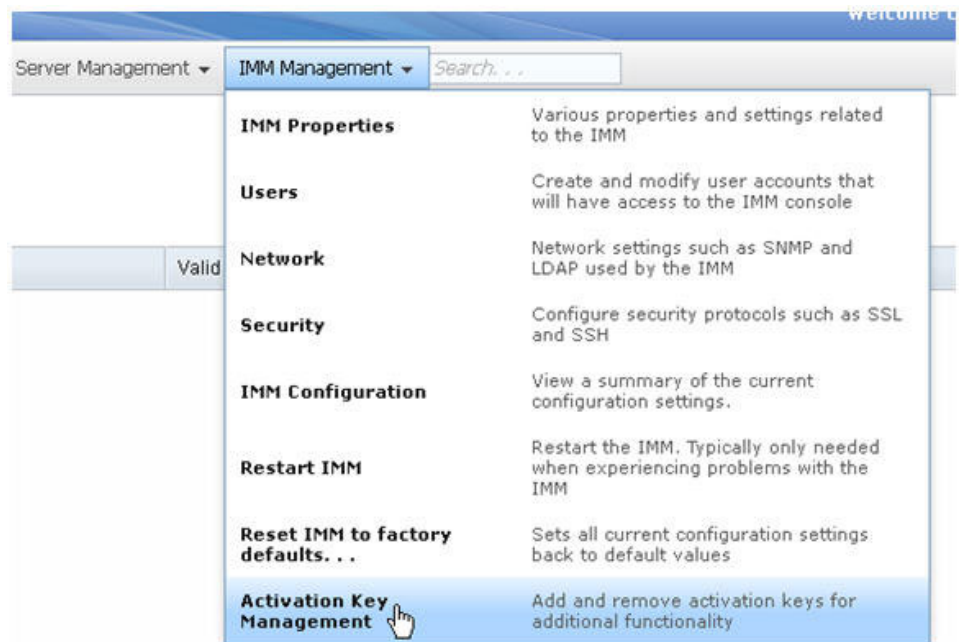 Welcome
Server Management
IMM Management
Search. . .
Valid
IMM Properties
Various properties and settings related
to the IMM
Users
Create and modify user accounts that
will have access to the IMM console
Network
Network settings such as SNMP and
LDAP used by the IMM
Security
Configure security protocols such as SSL
and SSH
IMM Configuration
View a summary of the current
configuration settings.
Restart IMM
Restart the IMM. Typically only needed
when experiencing problems with the
IMM
Reset IMM to factory
defaults. . .
Sets all current configuration settings
back to default values
Activation Key
Management
Add and remove activation keys for
additional functionality